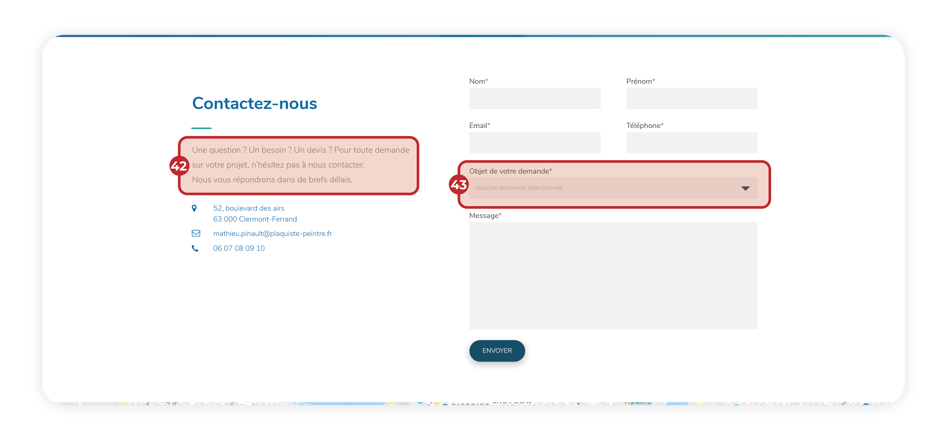 Contactez-nous
Une question ? Un besoin ? Un devis ? Pour toute demande
42
sur votre projet, n'hésitez pas à nous contacter.
Nous vous répondrons dans de brefs délais.
52, boulevard des airs
63 000 Clermont-Ferrand
mathieu.pinault@plaquiste-peintre.fr
06 07 08 09 10
Nom*
Prénom*
Email*
Téléphone*
Objet de votre demande*
43
Aucune demande sélectionnée
Message*
ENVOYER